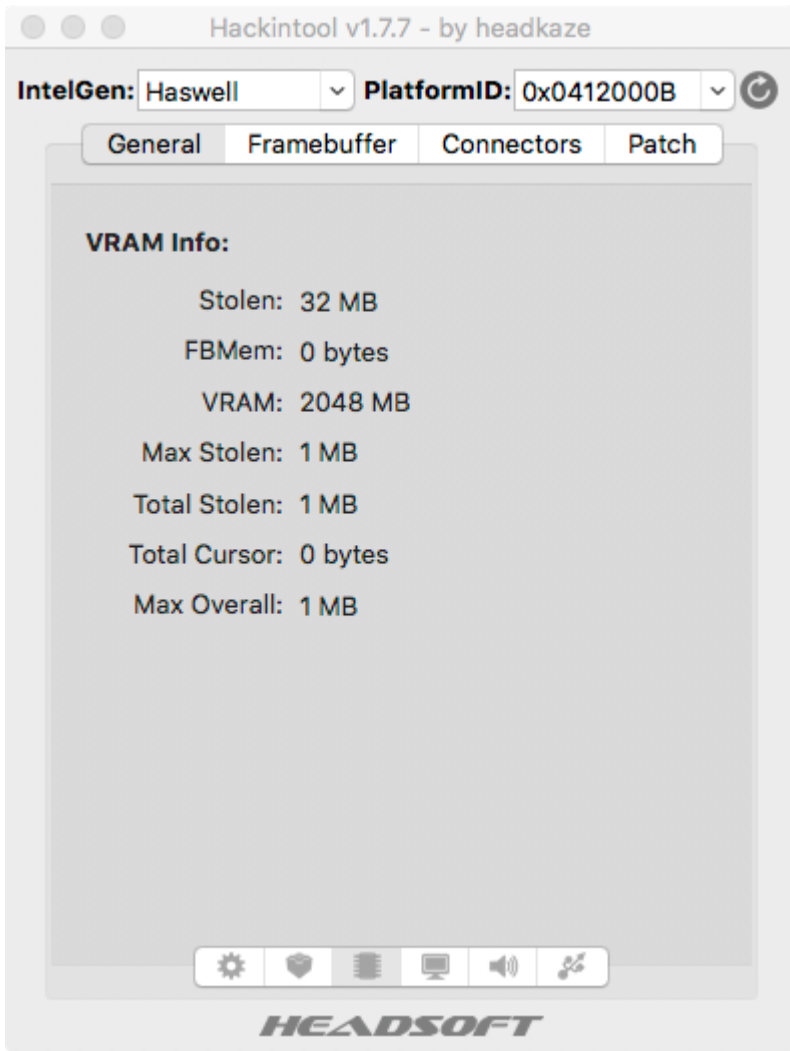 Hackintool v1.7.7 - by headkaze
IntelGen: Haswell PlatformID: 0x0412000B
General Framebuffer Connectors Patch
VRAM Info:
Stolen: 32 MB
FBMem: 0 bytes
VRAM: 2048 MB
Max Stolen: 1 MB
Total Stolen: 1 MB
Total Cursor: 0 bytes
Max Overall: 1 MB
HEADSOFT